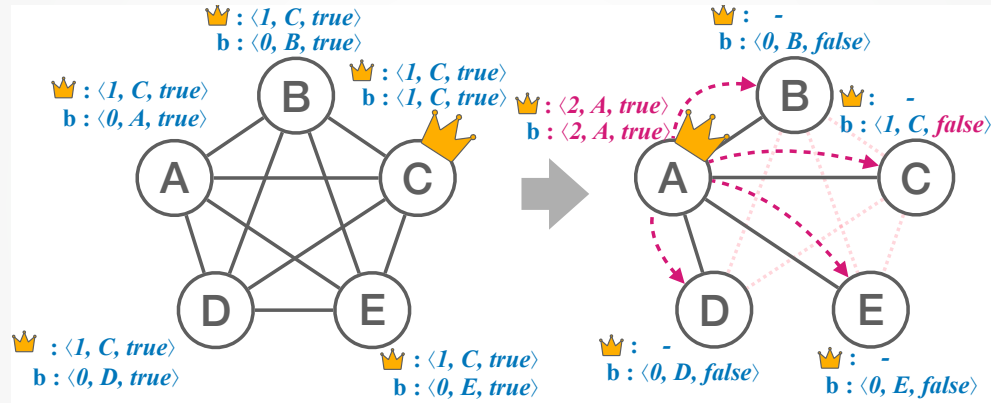 : ⟨1, C, true⟩
b : ⟨0, B, true⟩
: ⟨1, C, true⟩
b : ⟨0, A, true⟩
: ⟨1, C, true⟩
b : ⟨1, C, true⟩
B
A
C
D
E
: ⟨1, C, true⟩
b : ⟨0, D, true⟩
: ⟨1, C, true⟩
b : ⟨0, E, true⟩
: -
b : ⟨0, B, false⟩
: ⟨2, A, true⟩
b : ⟨2, A, true⟩
: -
b : ⟨1, C, false⟩
B
A
C
D
E
: -
b : ⟨0, D, false⟩
: -
b : ⟨0, E, false⟩